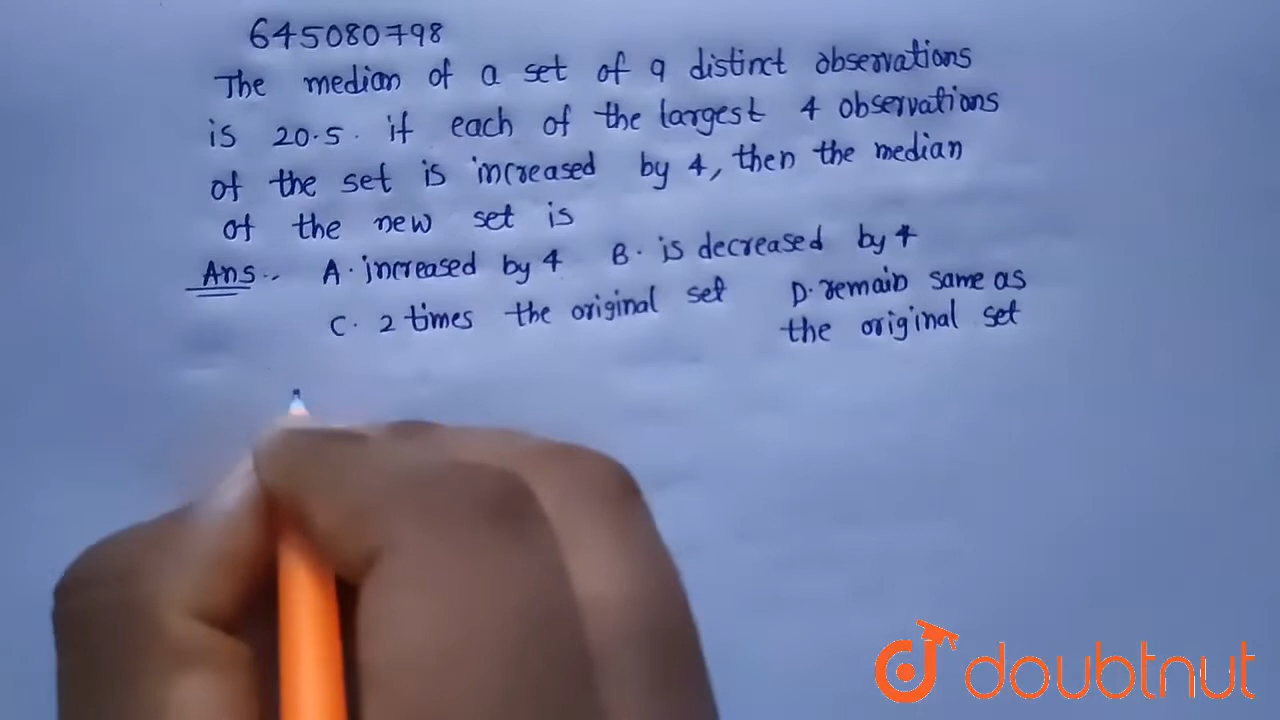 645080798
The median of a set of 9 distinct observations
is 20.5. if each of the largest 4 observations
of the set is increased by 4, then the median
of the new set is
Ans:- A. increased by 4 B. is decreased by 4
C. 2 times the original set D. remain same as
the original set
doubtnut